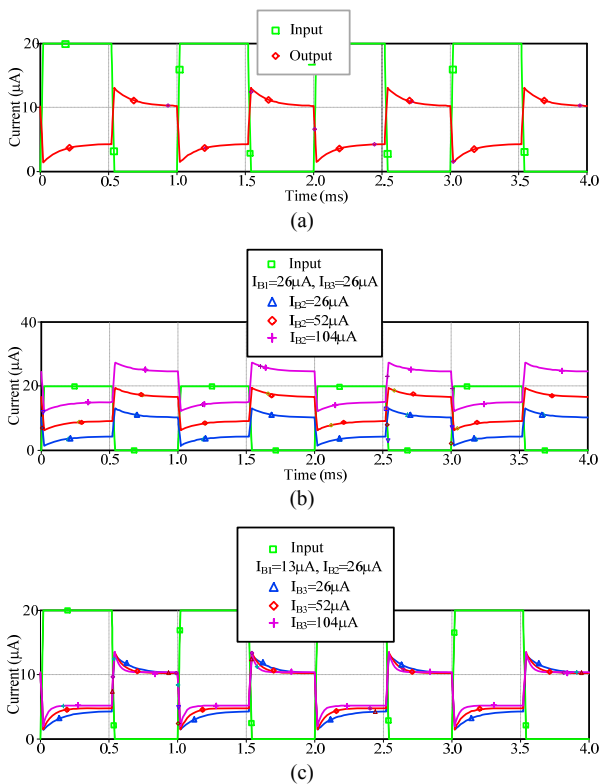 Input
Output
Current (µA)
20
10
0
0 0.5 1.0 1.5 2.0 2.5 3.0 3.5 4.0
Time (ms)
(a)
Input
I_B1=26µA, I_B3=26µA
I_B2=26µA
I_B2=52µA
I_B2=104µA
Current (µA)
40
20
0
0 0.5 1.0 1.5 2.0 2.5 3.0 3.5 4.0
Time (ms)
(b)
Input
I_B1=13µA, I_B2=26µA
I_B3=26µA
I_B3=52µA
I_B3=104µA
Current (µA)
20
10
0
0 0.5 1.0 1.5 2.0 2.5 3.0 3.5 4.0
Time (ms)
(c)